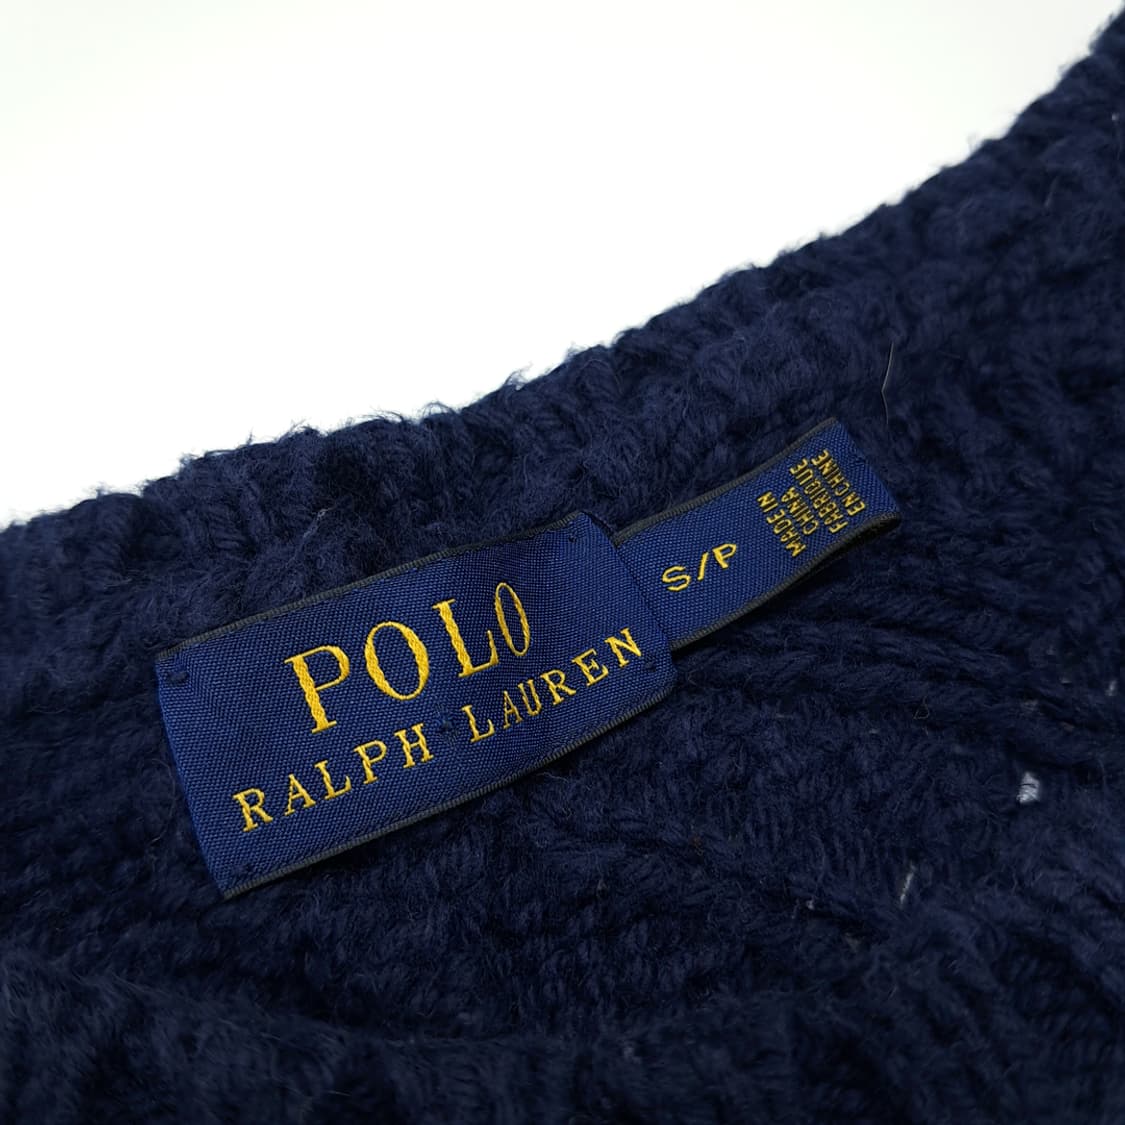 POLO
RALPH LAUREN
S/P
MADE IN
CHINA
FABRIQUE
EN CHINE